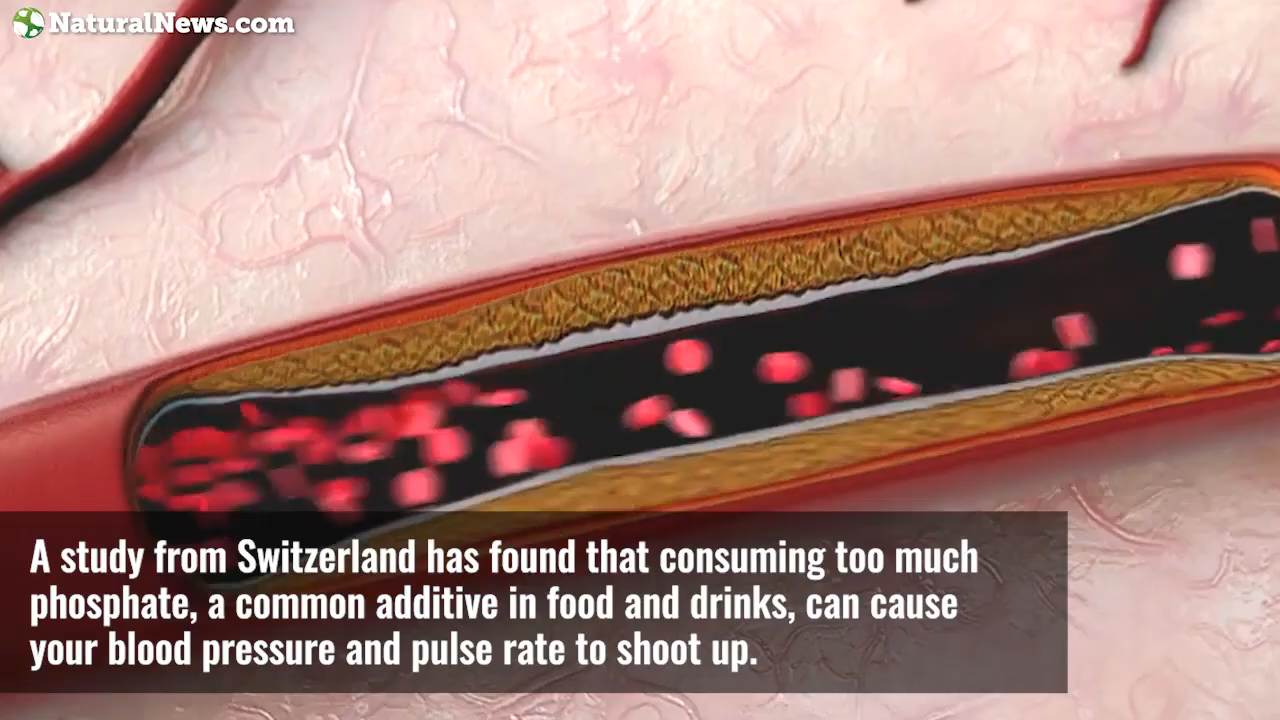 NaturalNews.com
A study from Switzerland has found that consuming too much
phosphate, a common additive in food and drinks, can cause
your blood pressure and pulse rate to shoot up.